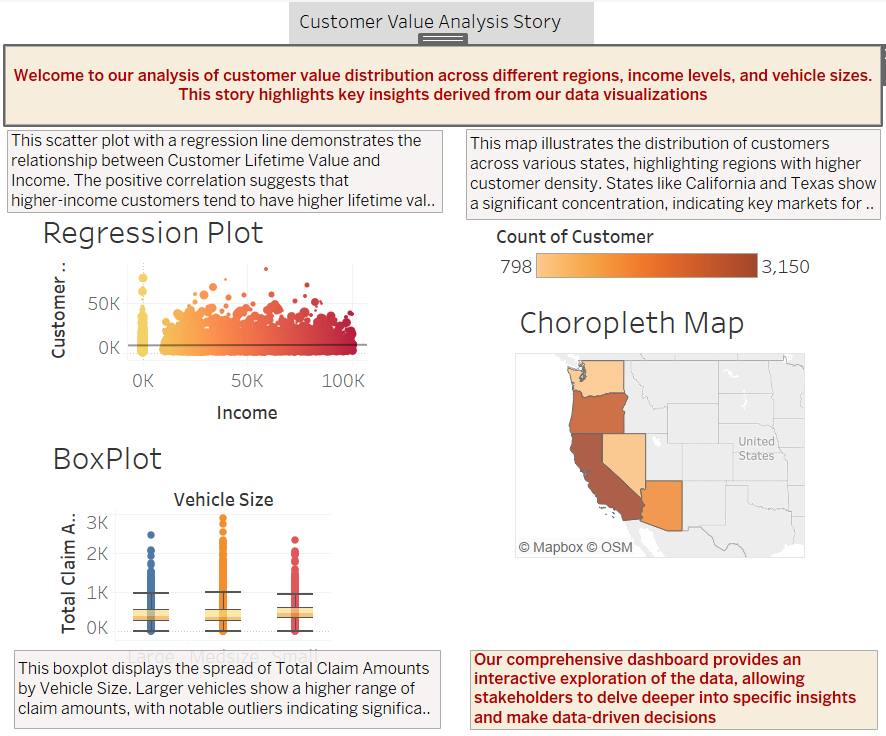 Customer Value Analysis Story
Welcome to our analysis of customer value distribution across different regions, income levels, and vehicle sizes.
This story highlights key insights derived from our data visualizations
This scatter plot with a regression line demonstrates the
relationship between Customer Lifetime Value and
Income. The positive correlation suggests that
higher-income customers tend to have higher lifetime val..
Regression Plot
Customer ..
50K
0K
0K
50K
100K
Income
BoxPlot
Vehicle Size
Total Claim A..
3K
2K
1K
0K
Large
Medsize
Small
This boxplot displays the spread of Total Claim Amounts
by Vehicle Size. Larger vehicles show a higher range of
claim amounts, with notable outliers indicating significa..
This map illustrates the distribution of customers
across various states, highlighting regions with higher
customer density. States like California and Texas show
a significant concentration, indicating key markets for ..
Count of Customer
798
3,150
Choropleth Map
United
States
© Mapbox © OSM
Our comprehensive dashboard provides an
interactive exploration of the data, allowing
stakeholders to delve deeper into specific insights
and make data-driven decisions